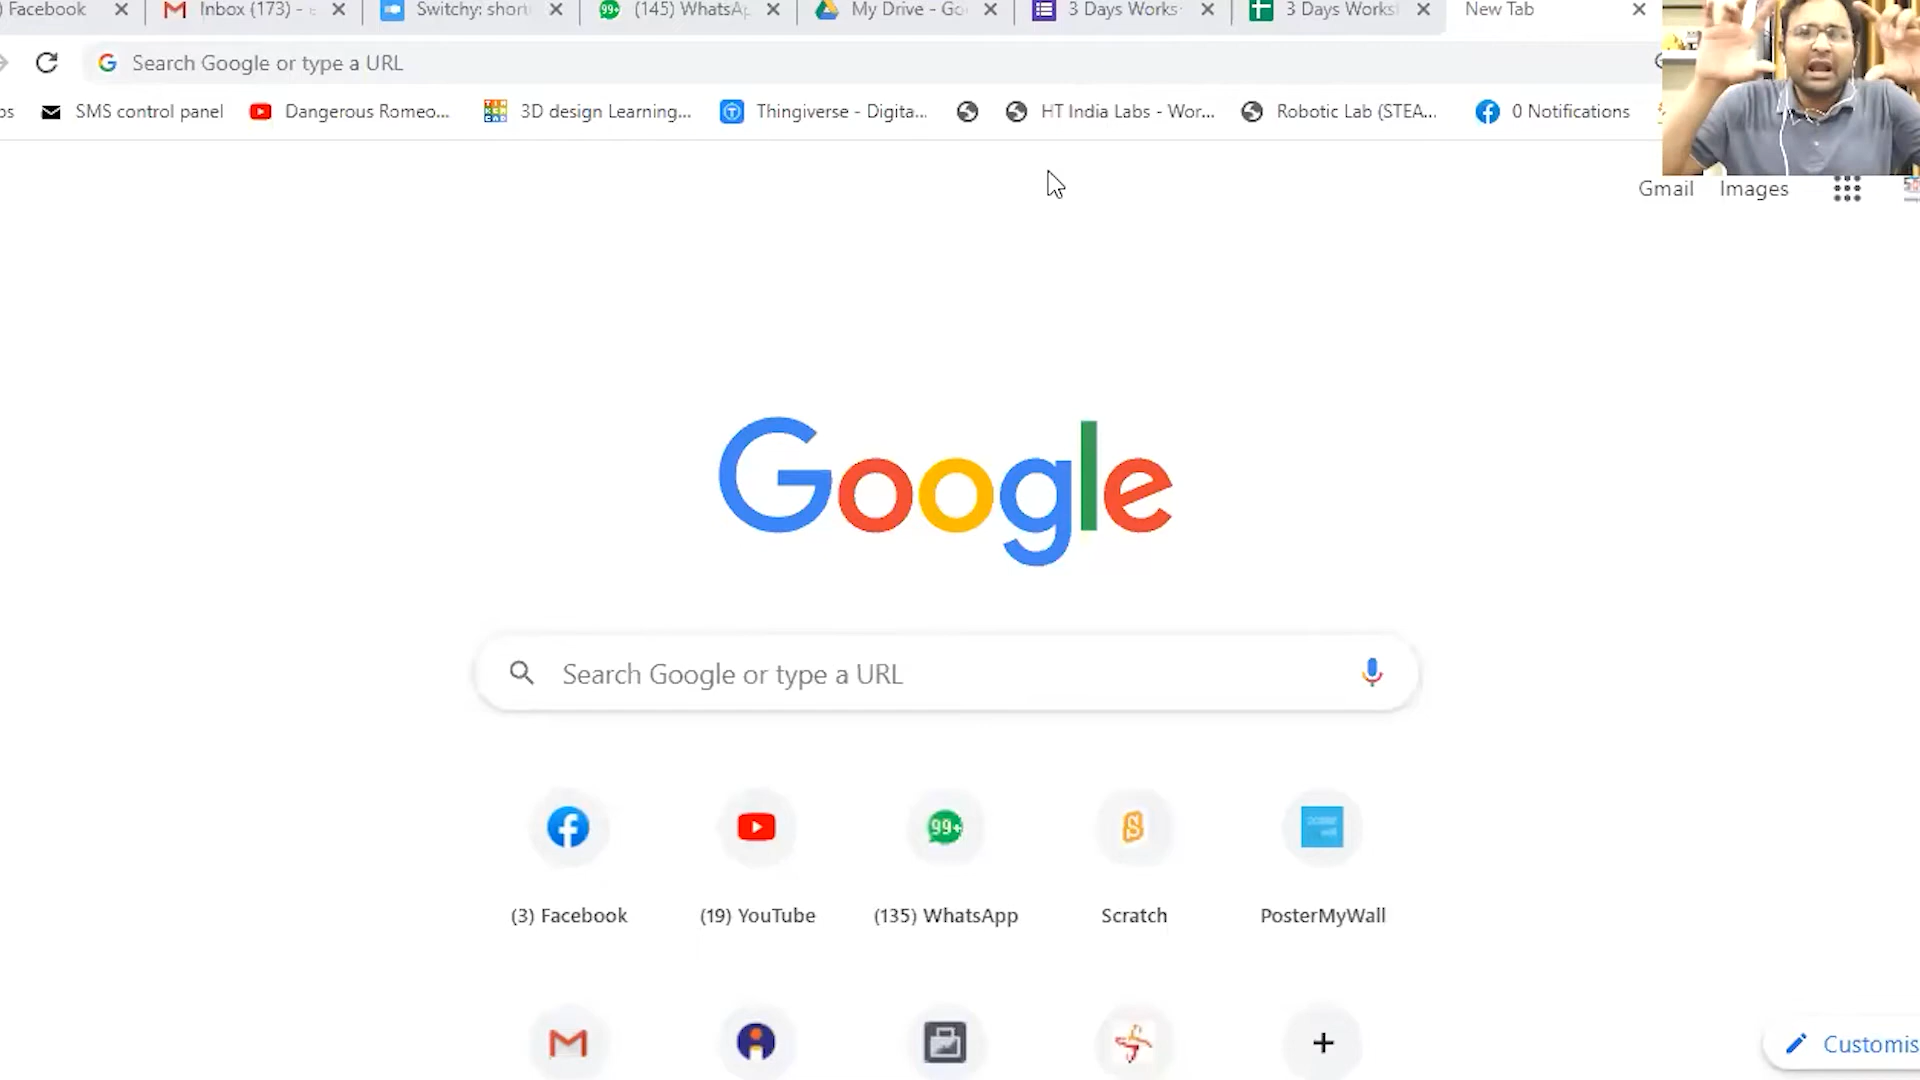 Facebook
Inbox (173) -
Switchy: short
99+ (145) WhatsAp
My Drive - Go
3 Days Works
3 Days Works
New Tab
Search Google or type a URL
SMS control panel
Dangerous Romeo...
3D design Learning...
Thingiverse - Digita...
HT India Labs - Wor...
Robotic Lab (STEA...
0 Notifications
Gmail
Images
Google
Search Google or type a URL
99+
(3) Facebook
(19) YouTube
(135) WhatsApp
Scratch
PosterMyWall
Customis